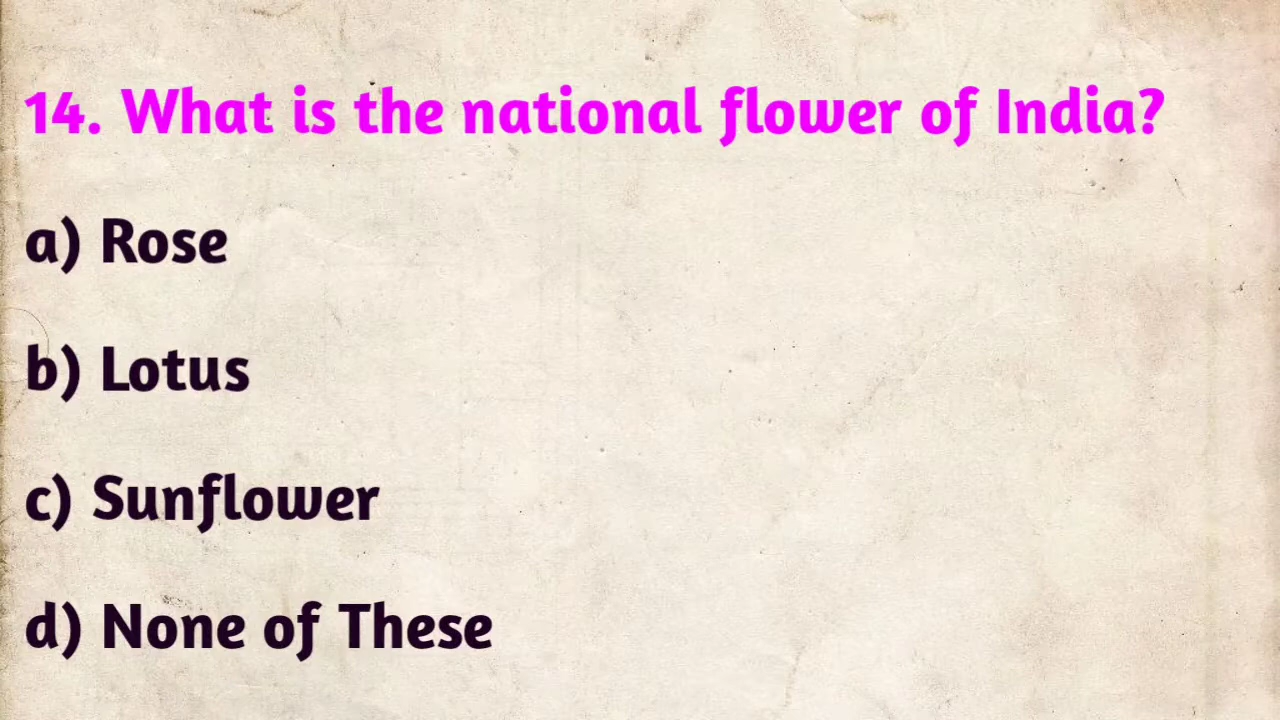 14. What is the national flower of India?
a) Rose
b) Lotus
c) Sunflower
d) None of These